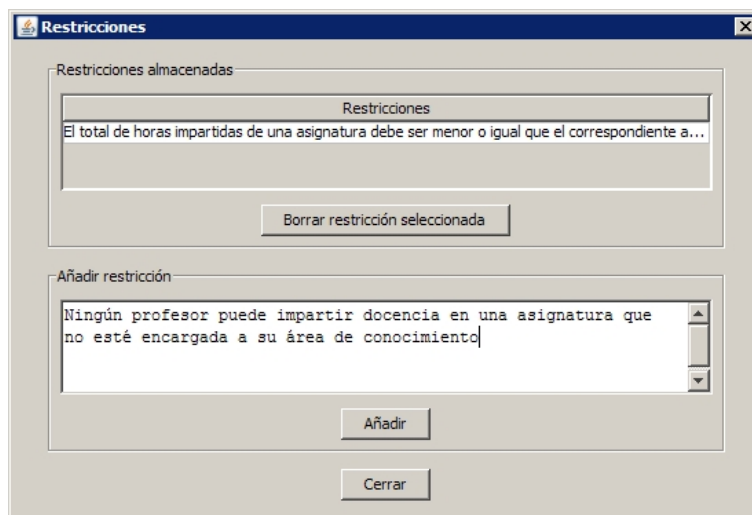 Restricciones
Restricciones almacenadas
Restricciones
El total de horas impartidas de una asignatura debe ser menor o igual que el correspondiente a...
Borrar restricción seleccionada
Añadir restricción
Ningún profesor puede impartir docencia en una asignatura que
no esté encargada a su área de conocimiento
Añadir
Cerrar